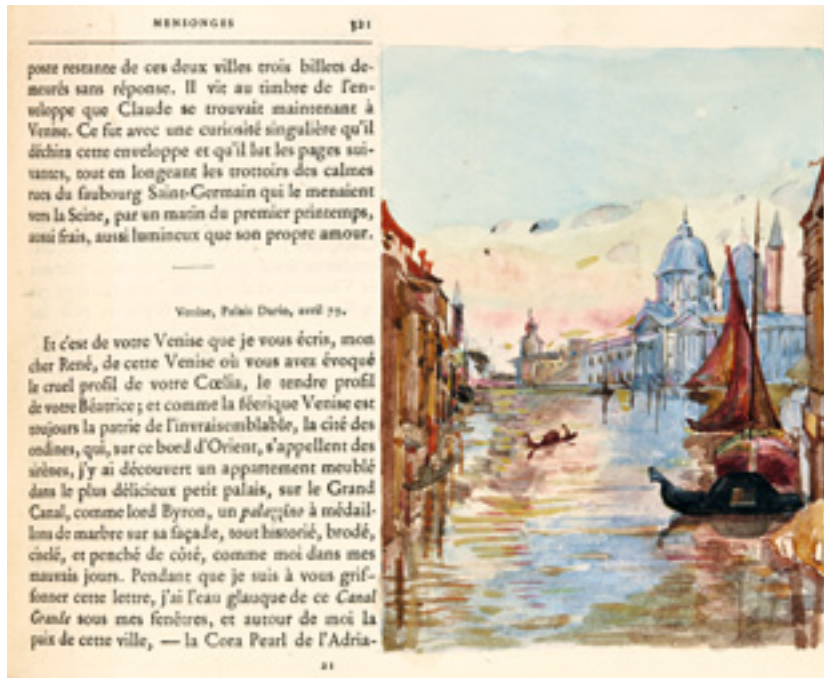 MENSONGES 321
poste restante de ces deux villes trois billets de-
meurés sans réponse. Il vit au timbre de l'en-
veloppe que Claude se trouvait maintenant à
Venise. Ce fut avec une curiosité singulière qu'il
déchira cette enveloppe et qu'il lut les pages sui-
vantes, tout en longeant les trottoirs des calmes
rues du faubourg Saint-Germain qui le menaient
vers la Seine, par un matin du premier printemps,
aussi frais, aussi lumineux que son propre amour.
Venise, Palais Dario, avril 79.
Et c'est de votre Venise que je vous écris, mon
cher René, de cette Venise où vous avez évoqué
le cruel profil de votre Cœlia, le tendre profil
de votre Béatrice; et comme la féerique Venise est
toujours la patrie de l'invraisemblable, la cité des
ondines, qui, sur ce bord d'Orient, s'appellent des
sirènes, j'y ai découvert un appartement meublé
dans le plus délicieux petit palais, sur le Grand
Canal, comme lord Byron, un palazzino à médail-
lons de marbre sur sa façade, tout historié, brodé,
ciselé, et penché de côté, comme moi dans mes
mauvais jours. Pendant que je suis à vous grif-
fonner cette lettre, j'ai l'eau glauque de ce Canal
Grande sous mes fenêtres, et autour de moi la
paix de cette ville, — la Cora Pearl de l'Adria-
21